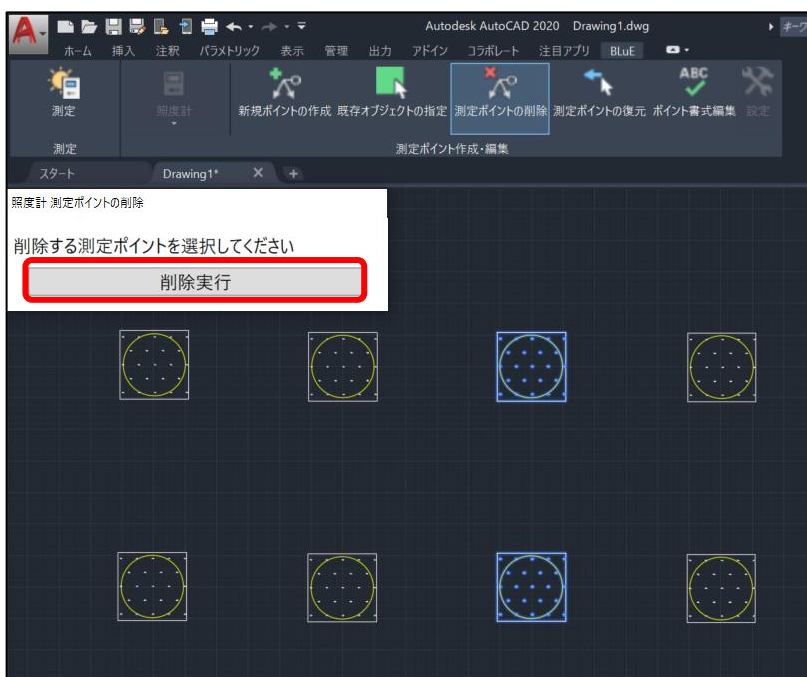 Autodesk AutoCAD 2020 Drawing1.dwg
キーワ
ホーム 挿入 注釈 パラメトリック 表示 管理 出力 アドイン コラボレート 注目アプリ BLuE
ABC
測定 照度計 新規ポイントの作成 既存オブジェクトの指定 測定ポイントの削除 測定ポイントの復元 ポイント書式編集 設定
測定 測定ポイント作成・編集
スタート Drawing1* X +
照度計 測定ポイントの削除
削除する測定ポイントを選択してください
削除実行